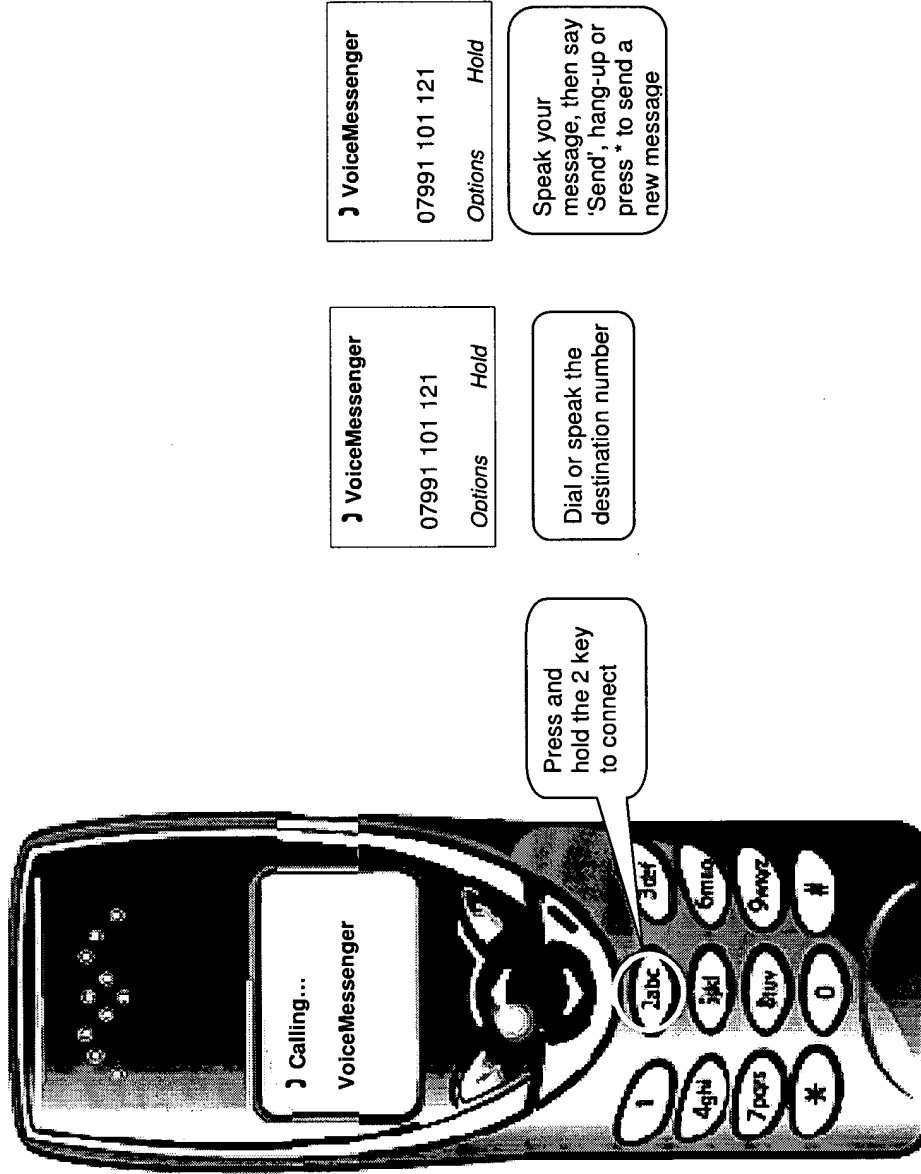 Calling...
VoiceMessenger
1
2abc
3def
4ghi
5jkl
6mno
7pqrs
8tuv
9wxyz
*
0
#
Press and
hold the 2 key
to connect
VoiceMessenger
07991 101 121
Options Hold
Dial or speak the
destination number
VoiceMessenger
07991 101 121
Options Hold
Speak your
message, then say
'Send', hang-up or
press * to send a
new message